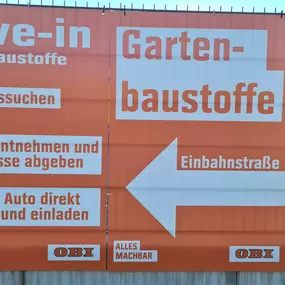 ve-in
baustoffe
ssuchen
ntnehmen und
sse abgeben
Auto direkt
und einladen
OBI
Garten-
baustoffe
Einbahnstraße
ALLES
MACHBAR
OBI